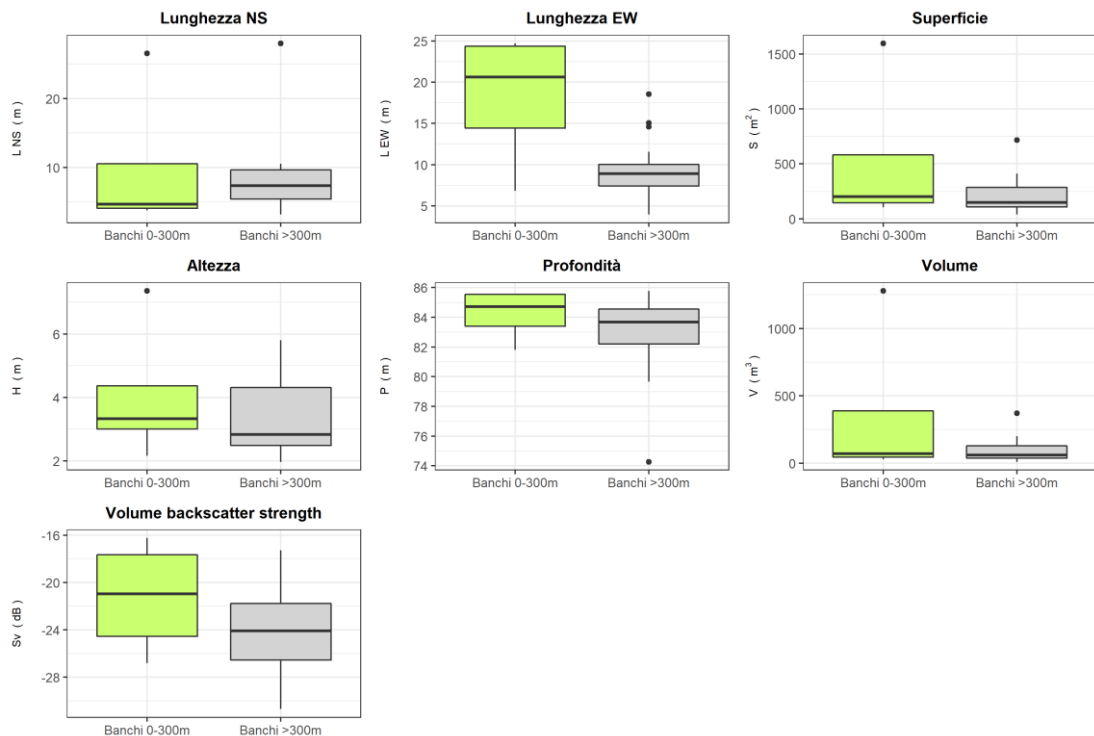 Lunghezza NS
L NS ( m )
20
10
Banchi 0-300m
Banchi >300m
Lunghezza EW
L EW ( m )
25
20
15
10
5
Banchi 0-300m
Banchi >300m
Superficie
S ( m² )
1500
1000
500
0
Banchi 0-300m
Banchi >300m
Altezza
H ( m )
6
4
2
Banchi 0-300m
Banchi >300m
Profondità
P ( m )
86
84
82
80
78
76
74
Banchi 0-300m
Banchi >300m
Volume
V ( m³ )
1000
500
0
Banchi 0-300m
Banchi >300m
Volume backscatter strength
Sv ( dB )
-16
-20
-24
-28
Banchi 0-300m
Banchi >300m